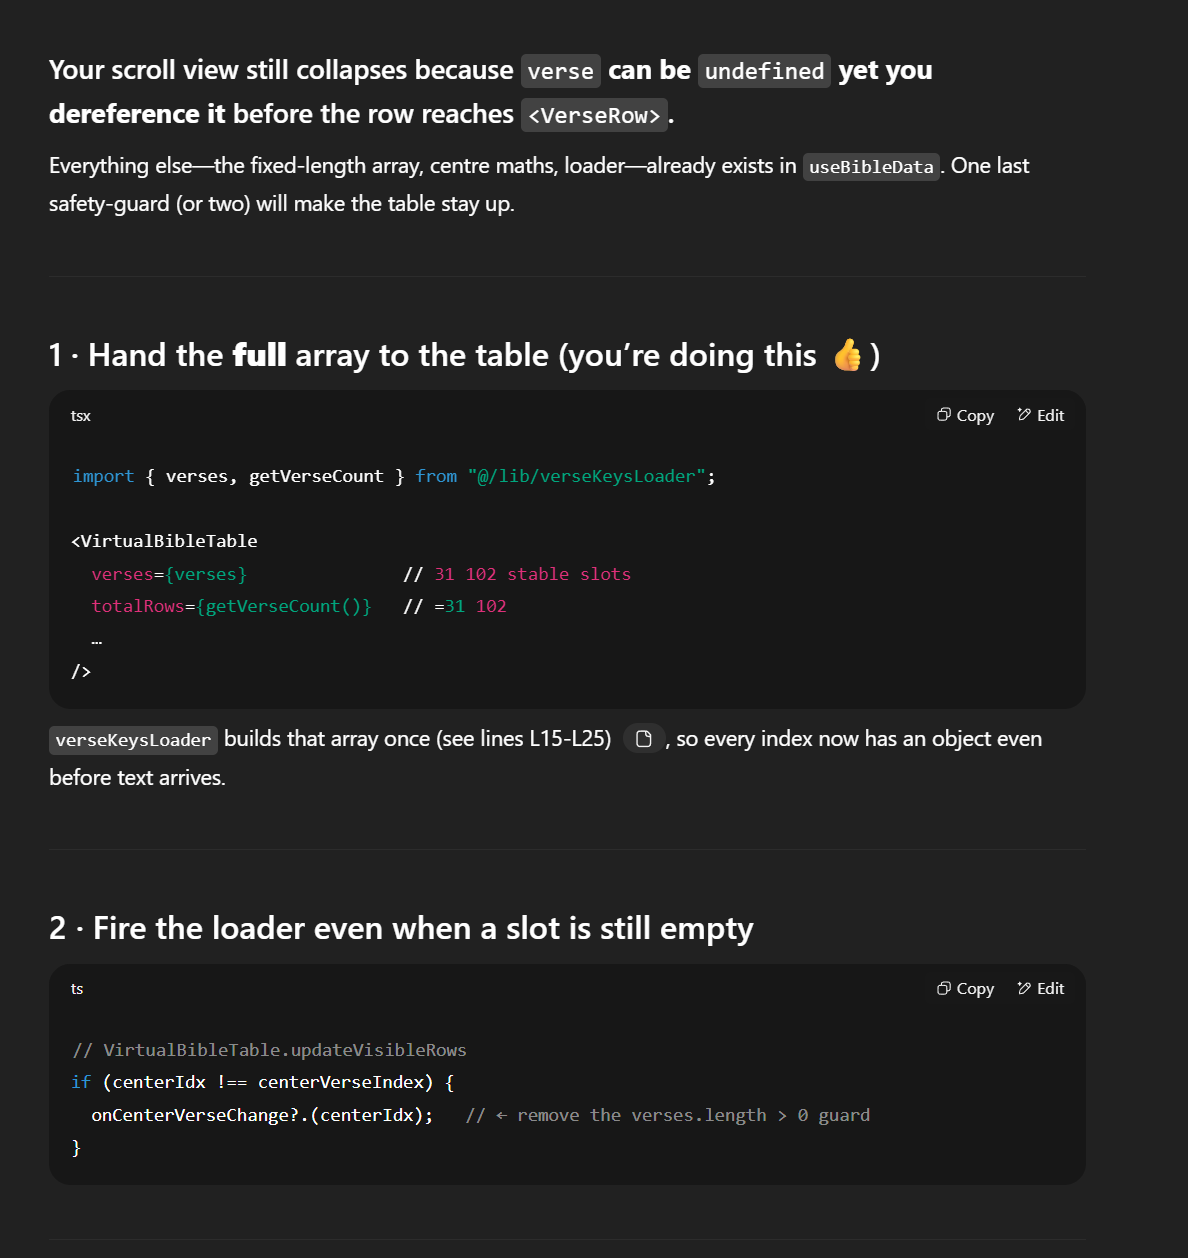 Your scroll view still collapses because verse can be undefined yet you
dereference it before the row reaches <VerseRow>.
Everything else—the fixed-length array, centre maths, loader—already exists in useBibleData. One last
safety-guard (or two) will make the table stay up.
1 · Hand the full array to the table (you’re doing this 👍)
tsx
Copy Edit
import { verses, getVerseCount } from "@/lib/verseKeysLoader";
<VirtualBibleTable
verses={verses} // 31 102 stable slots
totalRows={getVerseCount()} // =31 102
…
/>
verseKeysLoader builds that array once (see lines L15-L25) , so every index now has an object even
before text arrives.
2 · Fire the loader even when a slot is still empty
ts
Copy Edit
// VirtualBibleTable.updateVisibleRows
if (centerIdx !== centerVerseIndex) {
onCenterVerseChange?.(centerIdx); // ← remove the verses.length > 0 guard
}